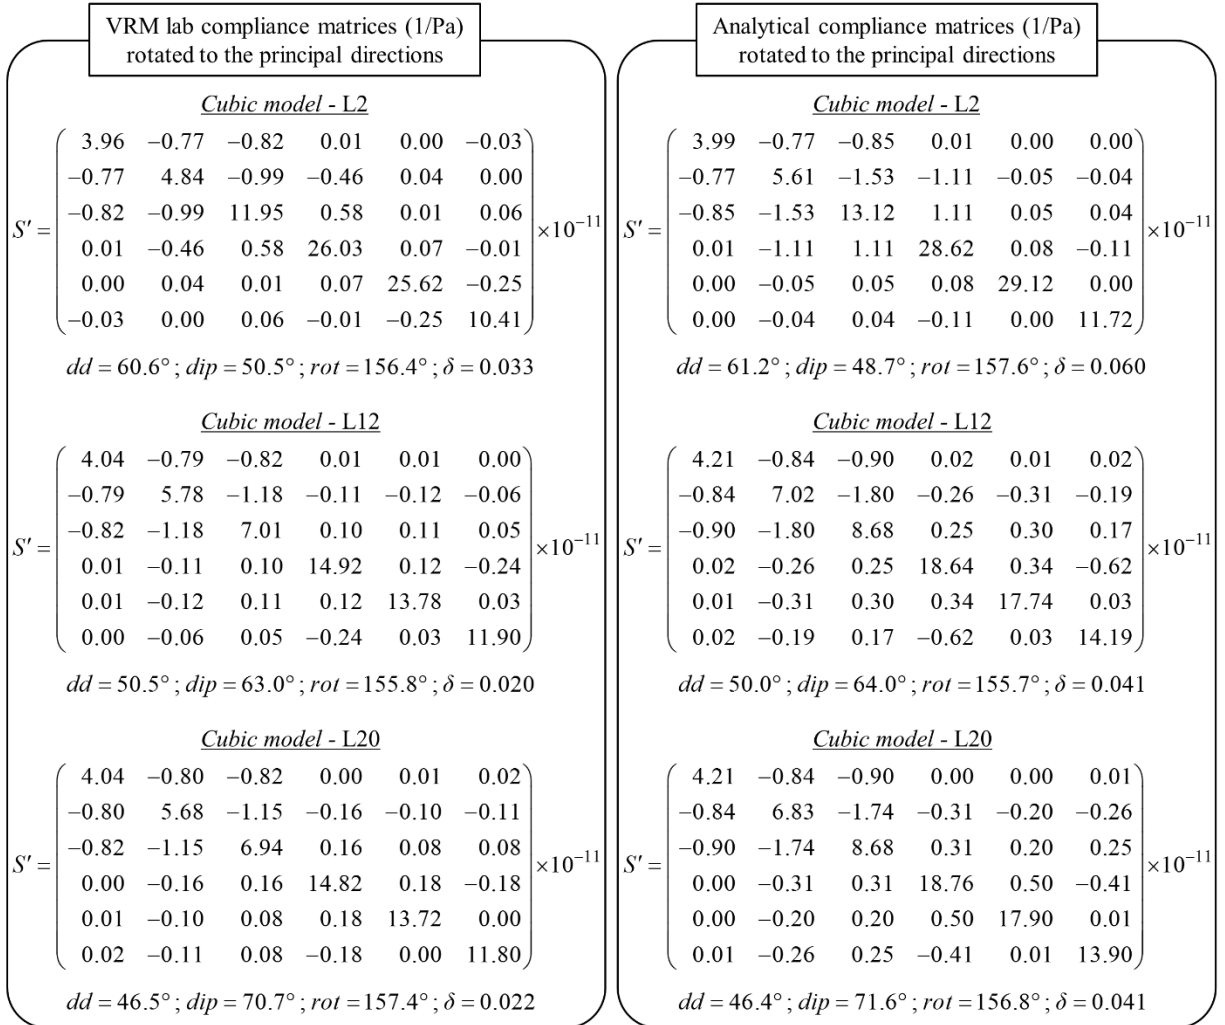 VRM lab compliance matrices (1/Pa)
rotated to the principal directions
Cubic model - L2
3.96 −0.77 −0.82 0.01 0.00 −0.03
−0.77 4.84 −0.99 −0.46 0.04 0.00
−0.82 −0.99 11.95 0.58 0.01 0.06
S′ = ×10⁻¹¹
0.01 −0.46 0.58 26.03 0.07 −0.01
0.00 0.04 0.01 0.07 25.62 −0.25
−0.03 0.00 0.06 −0.01 −0.25 10.41
dd = 60.6° ; dip = 50.5° ; rot = 156.4° ; δ = 0.033
Cubic model - L12
4.04 −0.79 −0.82 0.01 0.01 0.00
−0.79 5.78 −1.18 −0.11 −0.12 −0.06
−0.82 −1.18 7.01 0.10 0.11 0.05
S′ = ×10⁻¹¹
0.01 −0.11 0.10 14.92 0.12 −0.24
0.01 −0.12 0.11 0.12 13.78 0.03
0.00 −0.06 0.05 −0.24 0.03 11.90
dd = 50.5° ; dip = 63.0° ; rot = 155.8° ; δ = 0.020
Cubic model - L20
4.04 −0.80 −0.82 0.00 0.01 0.02
−0.80 5.68 −1.15 −0.16 −0.10 −0.11
−0.82 −1.15 6.94 0.16 0.08 0.08
S′ = ×10⁻¹¹
0.00 −0.16 0.16 14.82 0.18 −0.18
0.01 −0.10 0.08 0.18 13.72 0.00
0.02 −0.11 0.08 −0.18 0.00 11.80
dd = 46.5° ; dip = 70.7° ; rot = 157.4° ; δ = 0.022
Analytical compliance matrices (1/Pa)
rotated to the principal directions
Cubic model - L2
3.99 −0.77 −0.85 0.01 0.00 0.00
−0.77 5.61 −1.53 −1.11 −0.05 −0.04
−0.85 −1.53 13.12 1.11 0.05 0.04
S′ = ×10⁻¹¹
0.01 −1.11 1.11 28.62 0.08 −0.11
0.00 −0.05 0.05 0.08 29.12 0.00
0.00 −0.04 0.04 −0.11 0.00 11.72
dd = 61.2° ; dip = 48.7° ; rot = 157.6° ; δ = 0.060
Cubic model - L12
4.21 −0.84 −0.90 0.02 0.01 0.02
−0.84 7.02 −1.80 −0.26 −0.31 −0.19
−0.90 −1.80 8.68 0.25 0.30 0.17
S′ = ×10⁻¹¹
0.02 −0.26 0.25 18.64 0.34 −0.62
0.01 −0.31 0.30 0.34 17.74 0.03
0.02 −0.19 0.17 −0.62 0.03 14.19
dd = 50.0° ; dip = 64.0° ; rot = 155.7° ; δ = 0.041
Cubic model - L20
4.21 −0.84 −0.90 0.00 0.00 0.01
−0.84 6.83 −1.74 −0.31 −0.20 −0.26
−0.90 −1.74 8.68 0.31 0.20 0.25
S′ = ×10⁻¹¹
0.00 −0.31 0.31 18.76 0.50 −0.41
0.00 −0.20 0.20 0.50 17.90 0.01
0.01 −0.26 0.25 −0.41 0.01 13.90
dd = 46.4° ; dip = 71.6° ; rot = 156.8° ; δ = 0.041